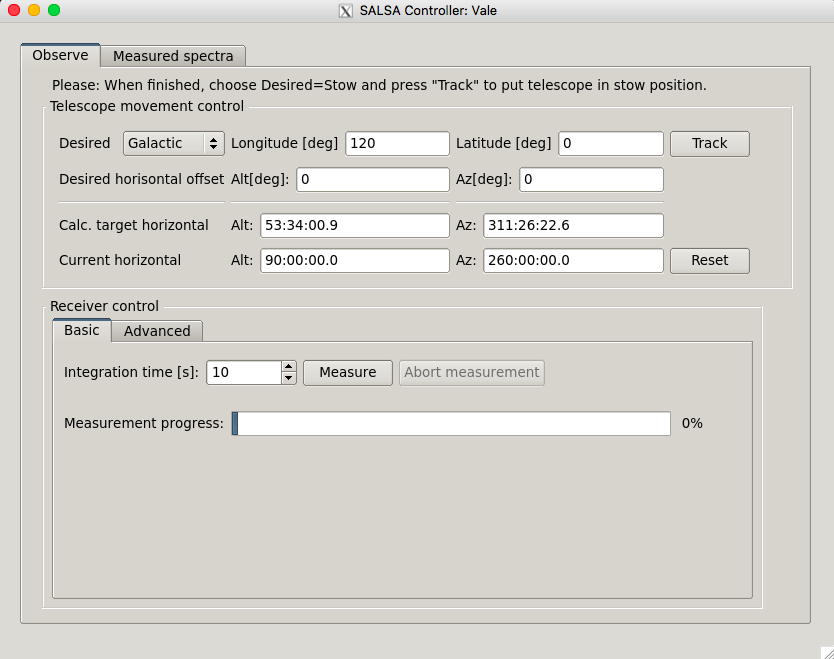 SALSA Controller: Vale
Observe Measured spectra
Please: When finished, choose Desired=Stow and press "Track" to put telescope in stow position.
Telescope movement control
Desired Galactic Longitude [deg] 120 Latitude [deg] 0 Track
Desired horisontal offset Alt[deg]: 0 Az[deg]: 0
Calc. target horizontal Alt: 53:34:00.9 Az: 311:26:22.6
Current horizontal Alt: 90:00:00.0 Az: 260:00:00.0 Reset
Receiver control
Basic Advanced
Integration time [s]: 10 Measure Abort measurement
Measurement progress: 0%